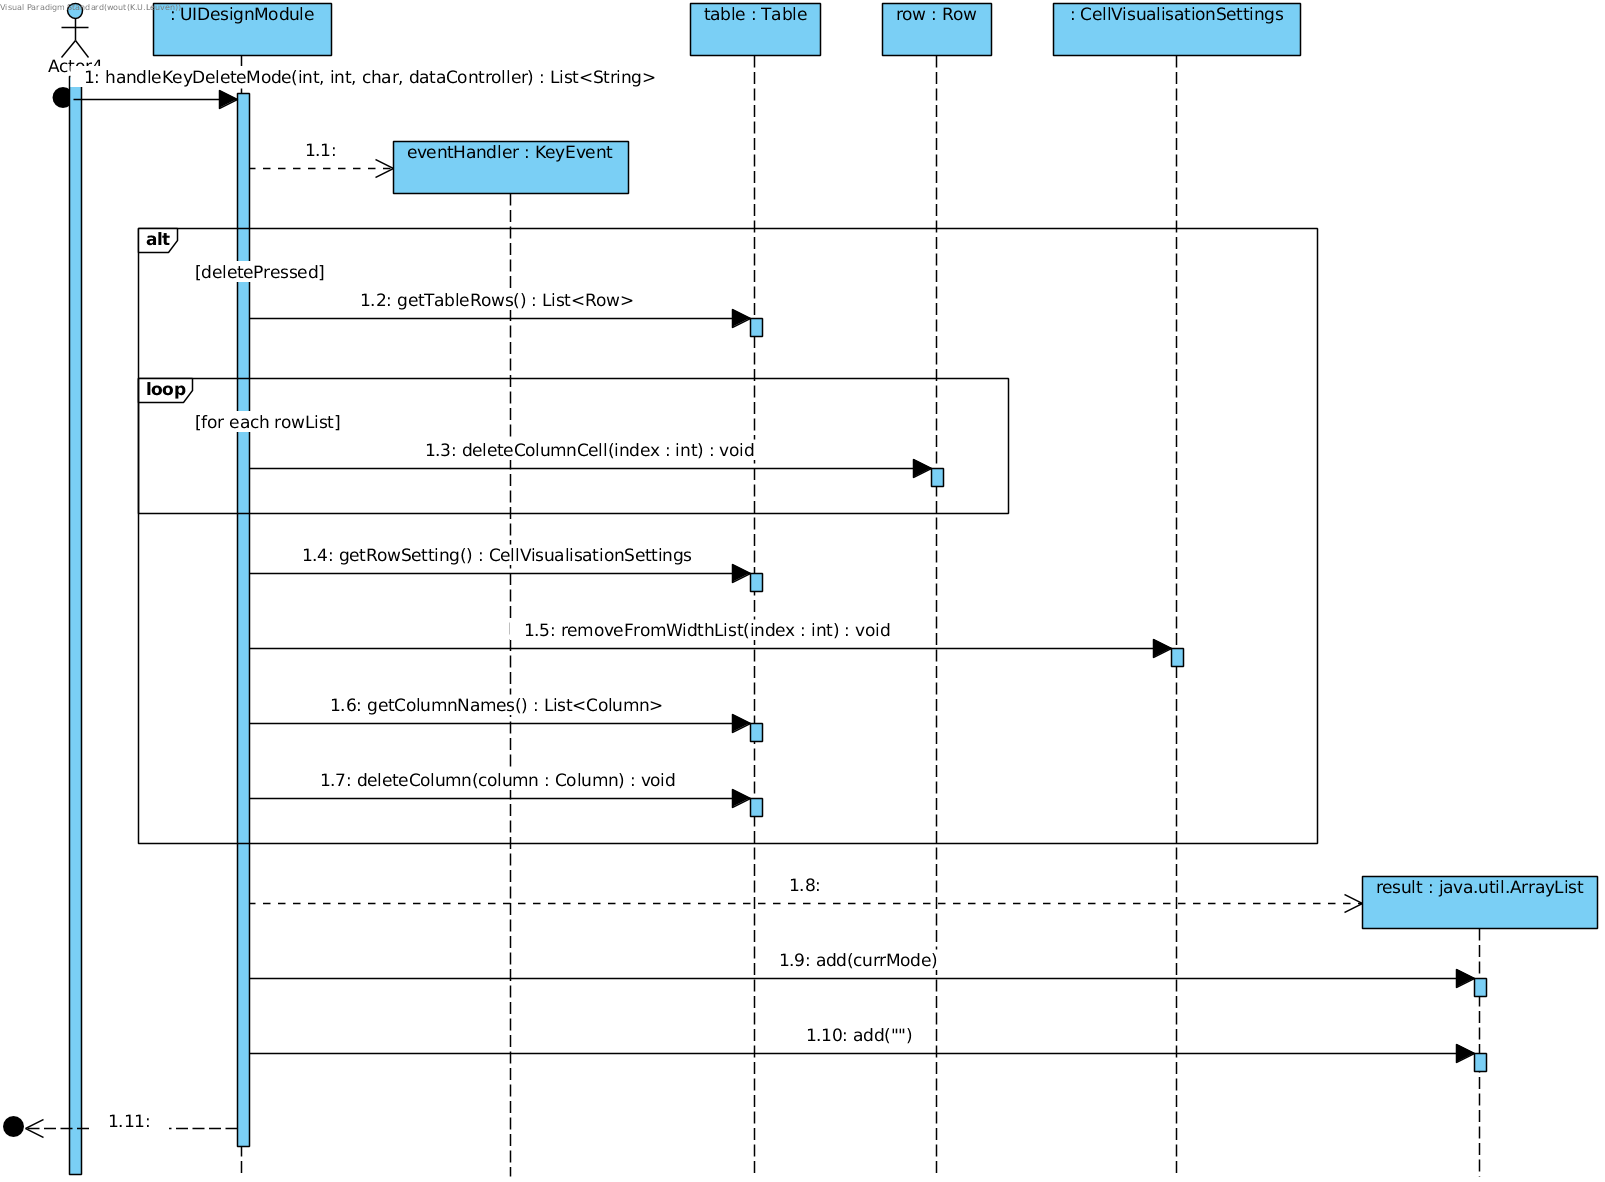 Visual Paradigm Standard(wout(K.U.Leuven))
: UIDesignModule
table : Table
row : Row
: CellVisualisationSettings
Actor4
1: handleKeyDeleteMode(int, int, char, dataController) : List<String>
1.1:
eventHandler : KeyEvent
alt
[deletePressed]
1.2: getTableRows() : List<Row>
loop
[for each rowList]
1.3: deleteColumnCell(index : int) : void
1.4: getRowSetting() : CellVisualisationSettings
1.5: removeFromWidthList(index : int) : void
1.6: getColumnNames() : List<Column>
1.7: deleteColumn(column : Column) : void
1.8:
result : java.util.ArrayList
1.9: add(currMode)
1.10: add("")
1.11: